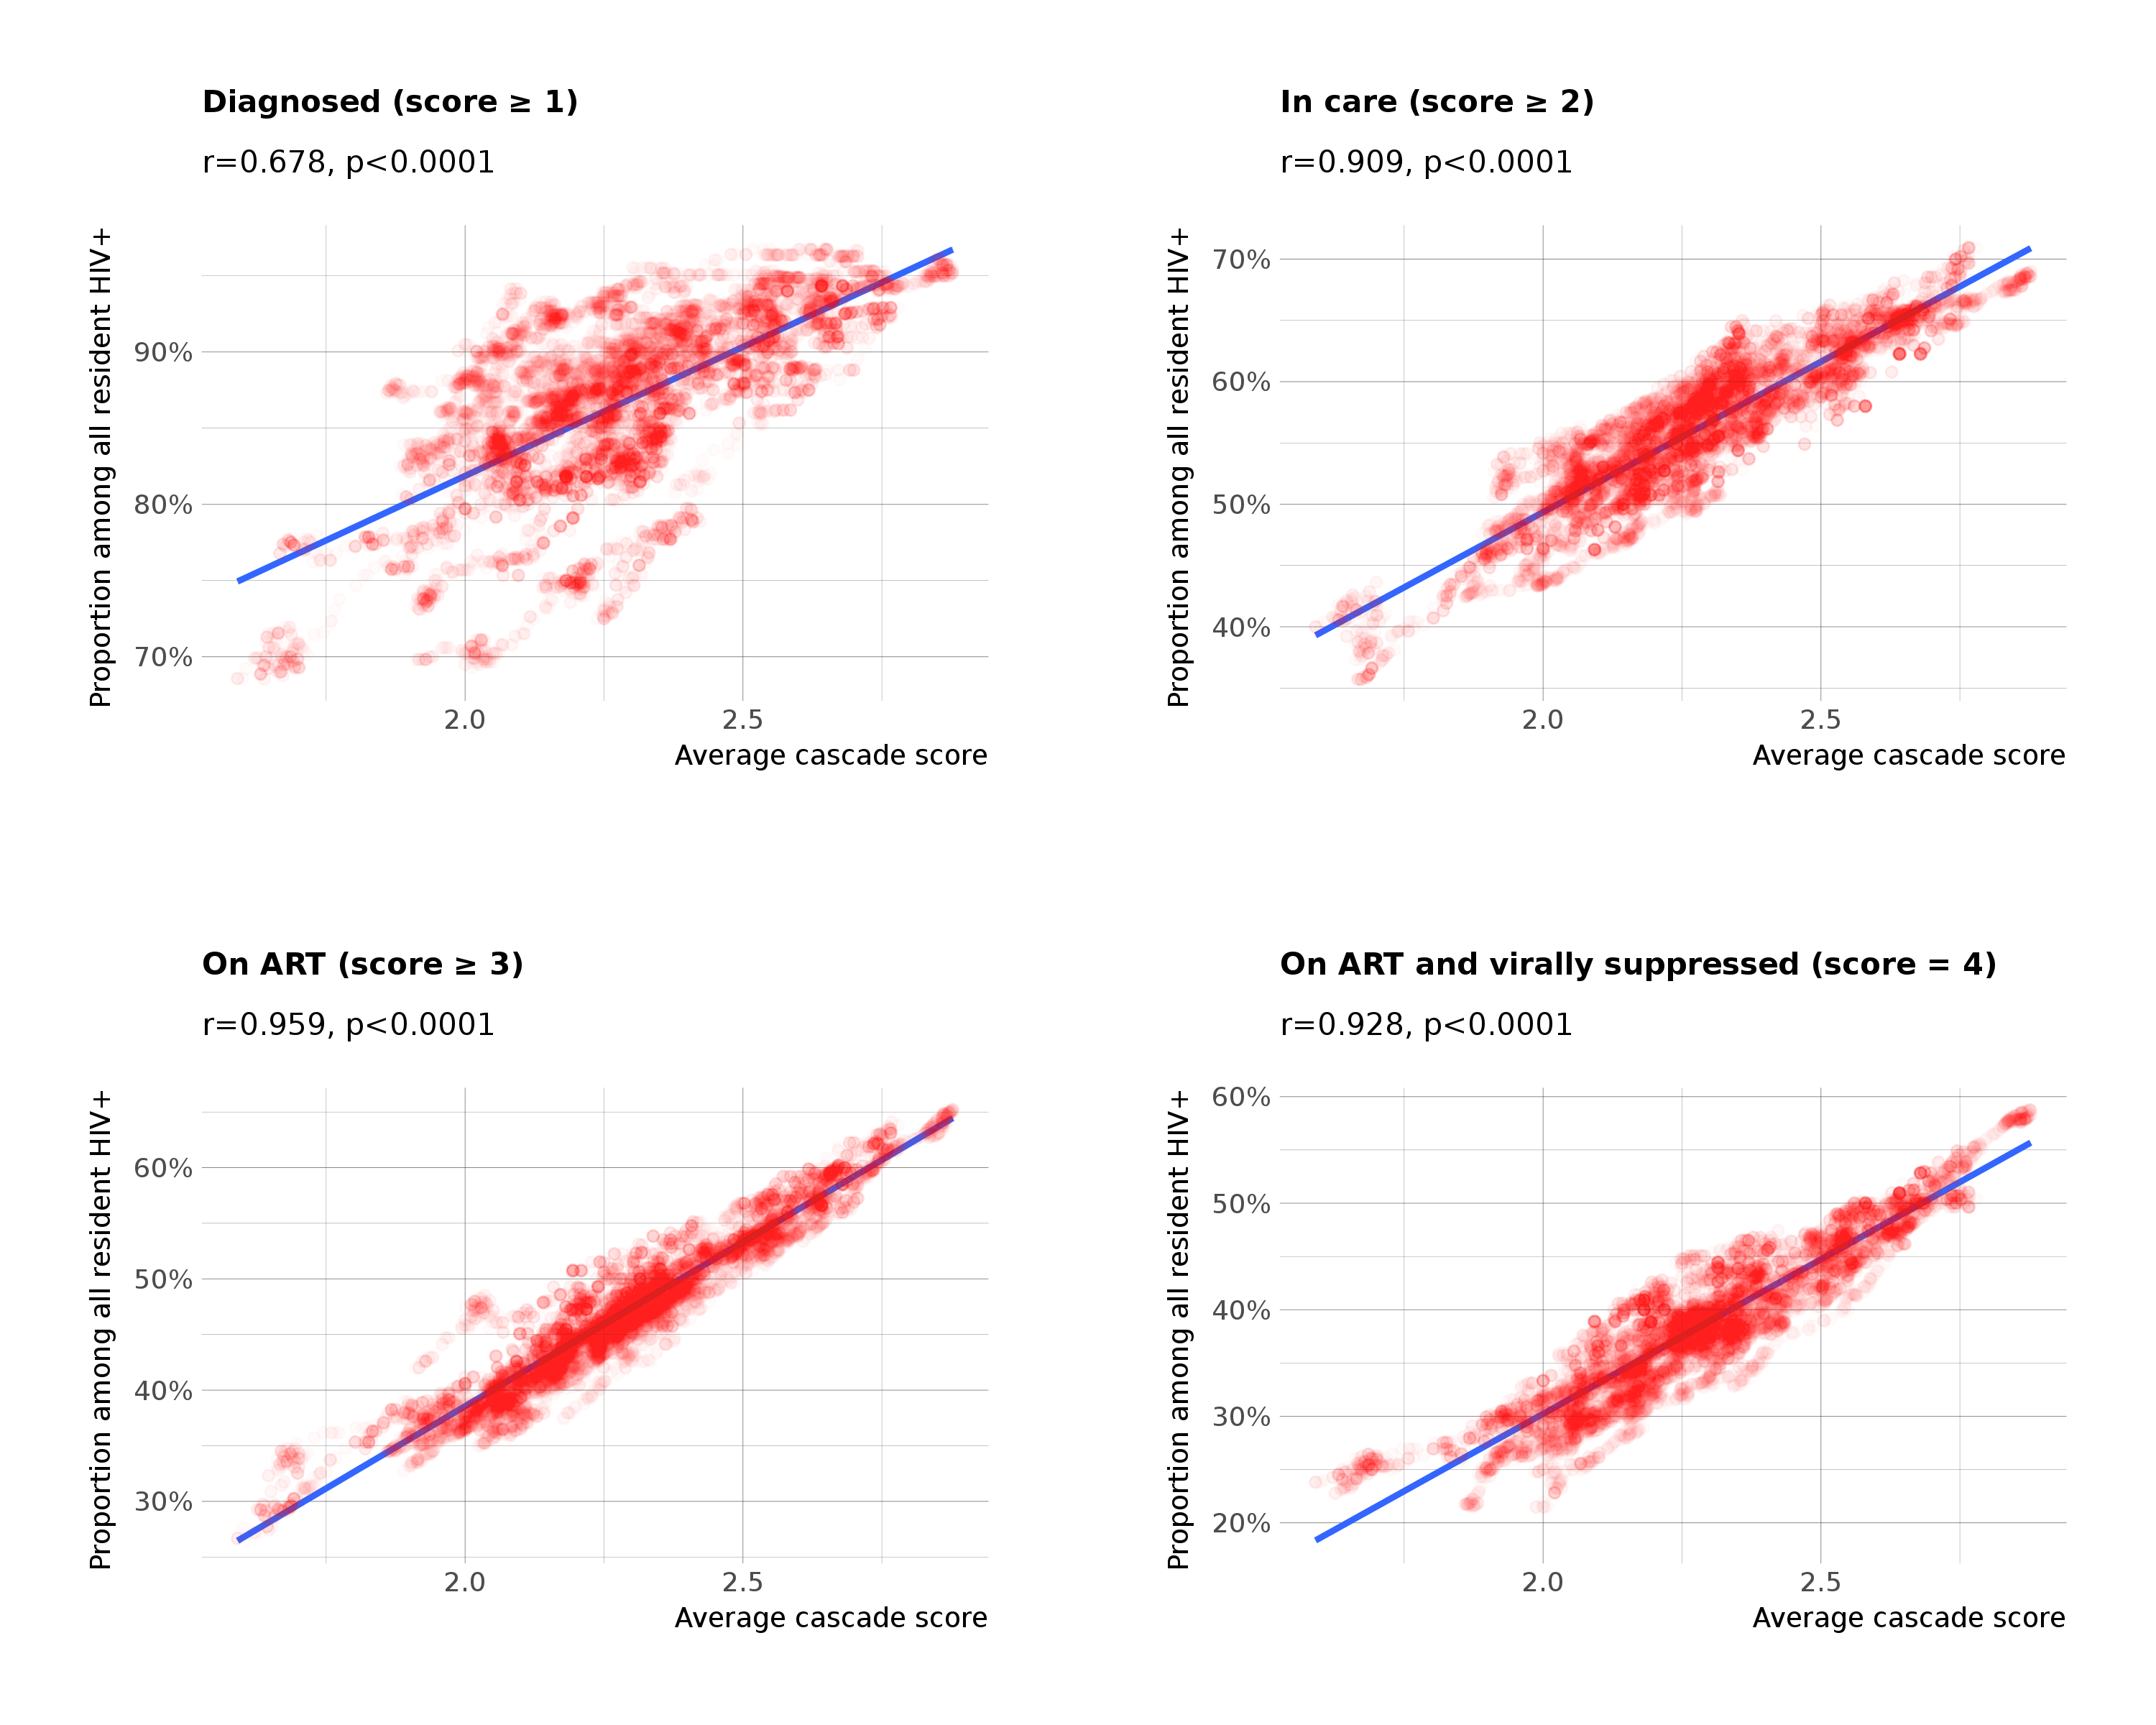 Diagnosed (score ≥ 1)
r=0.678, p<0.0001
Proportion among all resident HIV+
90%
80%
70%
2.0 2.5
Average cascade score
In care (score ≥ 2)
r=0.909, p<0.0001
Proportion among all resident HIV+
70%
60%
50%
40%
2.0 2.5
Average cascade score
On ART (score ≥ 3)
r=0.959, p<0.0001
Proportion among all resident HIV+
60%
50%
40%
30%
2.0 2.5
Average cascade score
On ART and virally suppressed (score = 4)
r=0.928, p<0.0001
Proportion among all resident HIV+
60%
50%
40%
30%
20%
2.0 2.5
Average cascade score